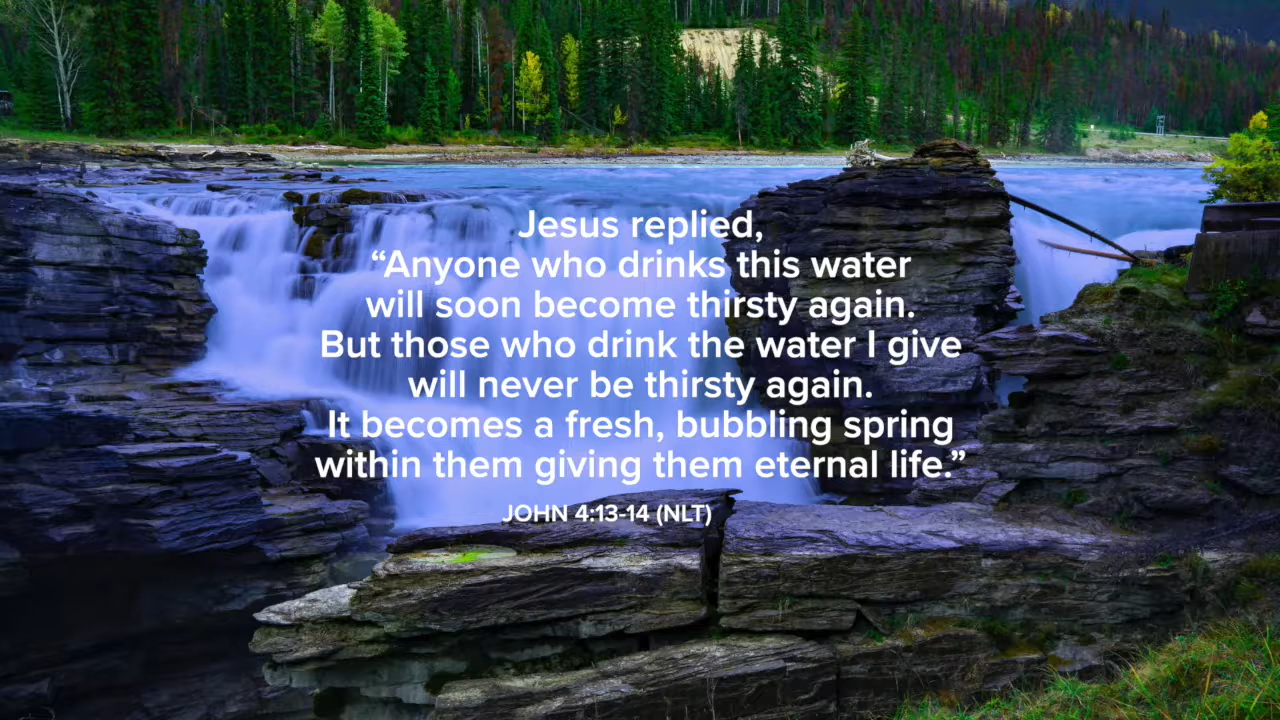 Jesus replied,
“Anyone who drinks this water
will soon become thirsty again.
But those who drink the water I give
will never be thirsty again.
It becomes a fresh, bubbling spring
within them giving them eternal life.”
JOHN 4:13-14 (NLT)